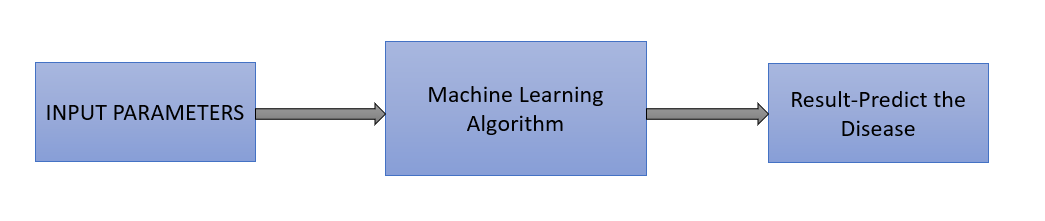 INPUT PARAMETERS
Machine Learning
Algorithm
Result-Predict the
Disease